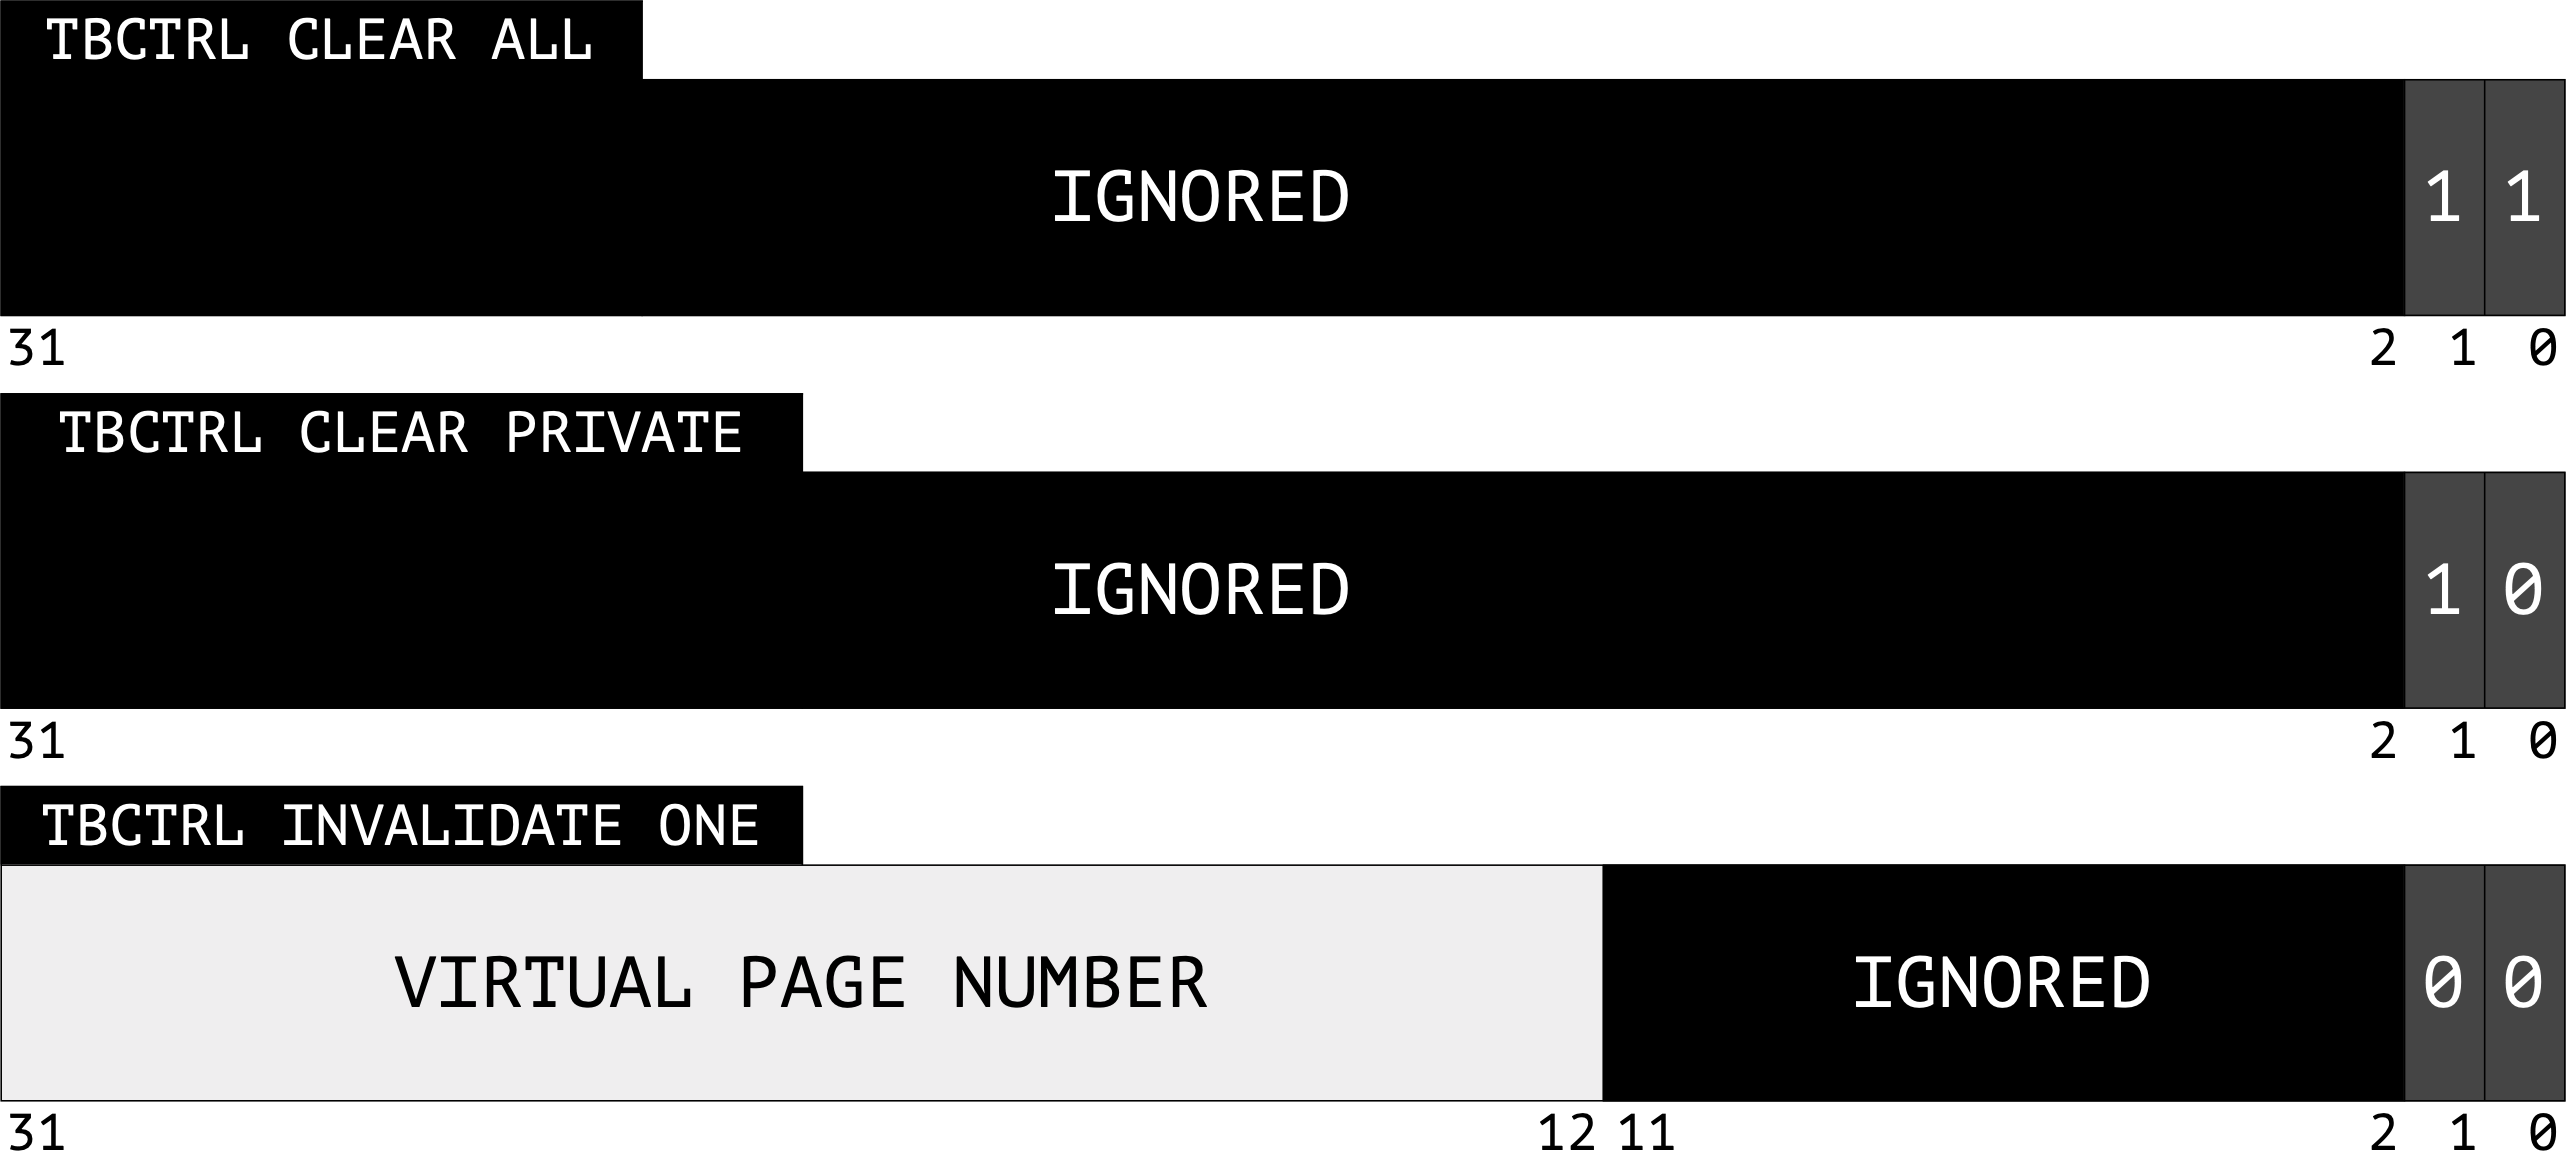 TBCTRL CLEAR ALL
IGNORED 1 1
31 2 1 0
TBCTRL CLEAR PRIVATE
IGNORED 1 0
31 2 1 0
TBCTRL INVALIDATE ONE
VIRTUAL PAGE NUMBER IGNORED 0 0
31 12 11 2 1 0